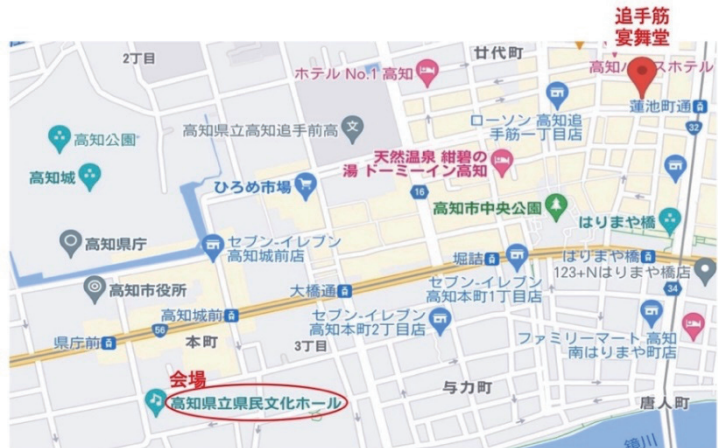 追手筋
宴舞堂
2丁目
廿代町
ホテル No.1 高知
蓮池町通
32
高知公園
高知県立高知追手前高
文
ローソン 高知追
手筋一丁目店
天然温泉 紺碧の
湯 ドーミーイン高知
高知城
ひろめ市場
16
高知市中央公園
はりまや橋
高知県庁
セブン-イレブン
高知城前店
堀詰
はりまや橋
123+Nはりまや橋店
高知市役所
大橋通
セブン-イレブン
高知本町1丁目店
34
高知城前
セブン-イレブン
高知本町2丁目店
56
県庁前
本町
3丁目
ファミリーマート 高知
南はりまや町店
会場
高知県立県民文化ホール
与力町
唐人町
鏡川